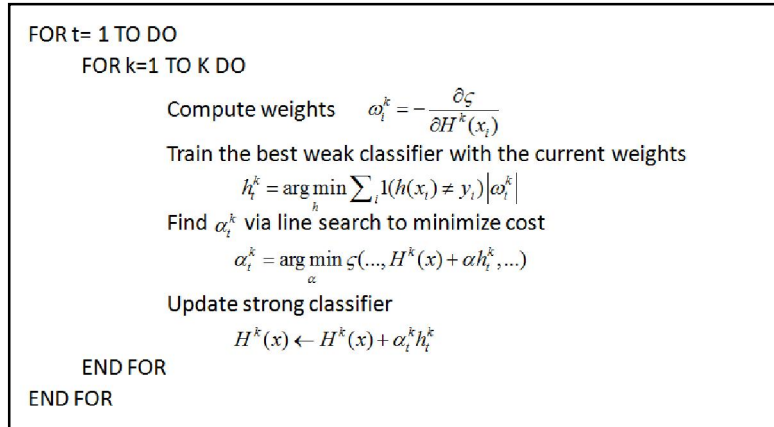 FOR t= 1 TO DO
FOR k=1 TO K DO
Compute weights ω_i^k = − ∂ς / ∂H^k(x_i)
Train the best weak classifier with the current weights
h_t^k = arg min_h ∑_i 1(h(x_i) ≠ y_i)|ω_t^k|
Find α_t^k via line search to minimize cost
α_t^k = arg min_α ς(..., H^k(x) + αh_t^k,...)
Update strong classifier
H^k(x) ← H^k(x) + α_t^k h_t^k
END FOR
END FOR